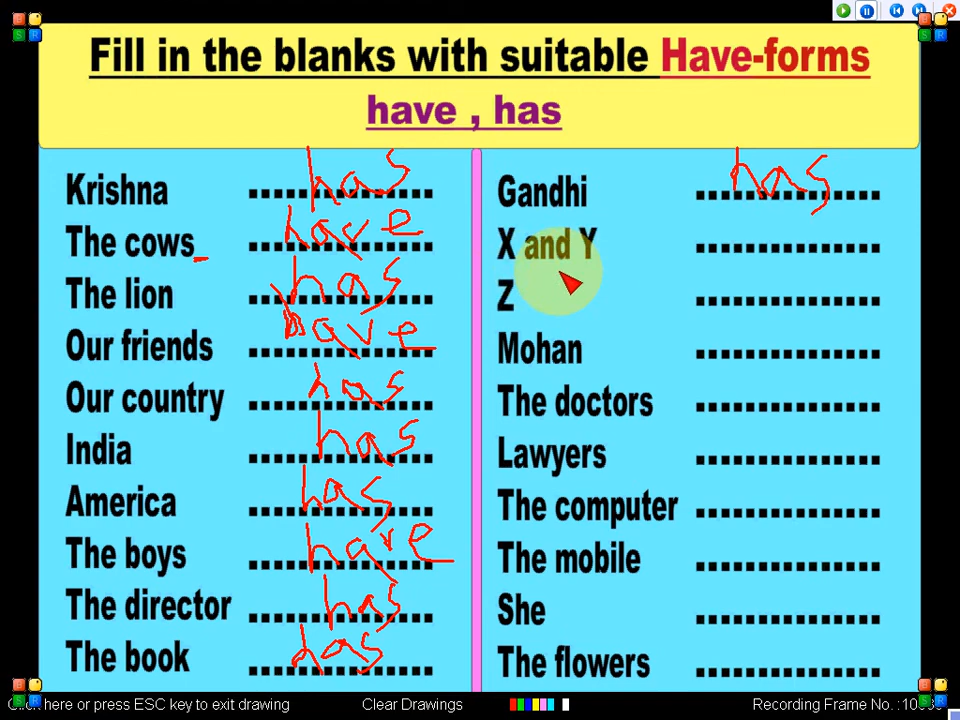 Fill in the blanks with suitable Have-forms
have , has
Krishna ............... has
The cows ............... have
The lion ............... has
Our friends ............... have
Our country ............... has
India ............... has
America ............... has
The boys ............... have
The director ............... has
The book ............... has
Gandhi ............... has
X and Y ...............
Z ...............
Mohan ...............
The doctors ...............
Lawyers ...............
The computer ...............
The mobile ...............
She ...............
The flowers ...............
Click here or press ESC key to exit drawing
Clear Drawings
Recording Frame No. :